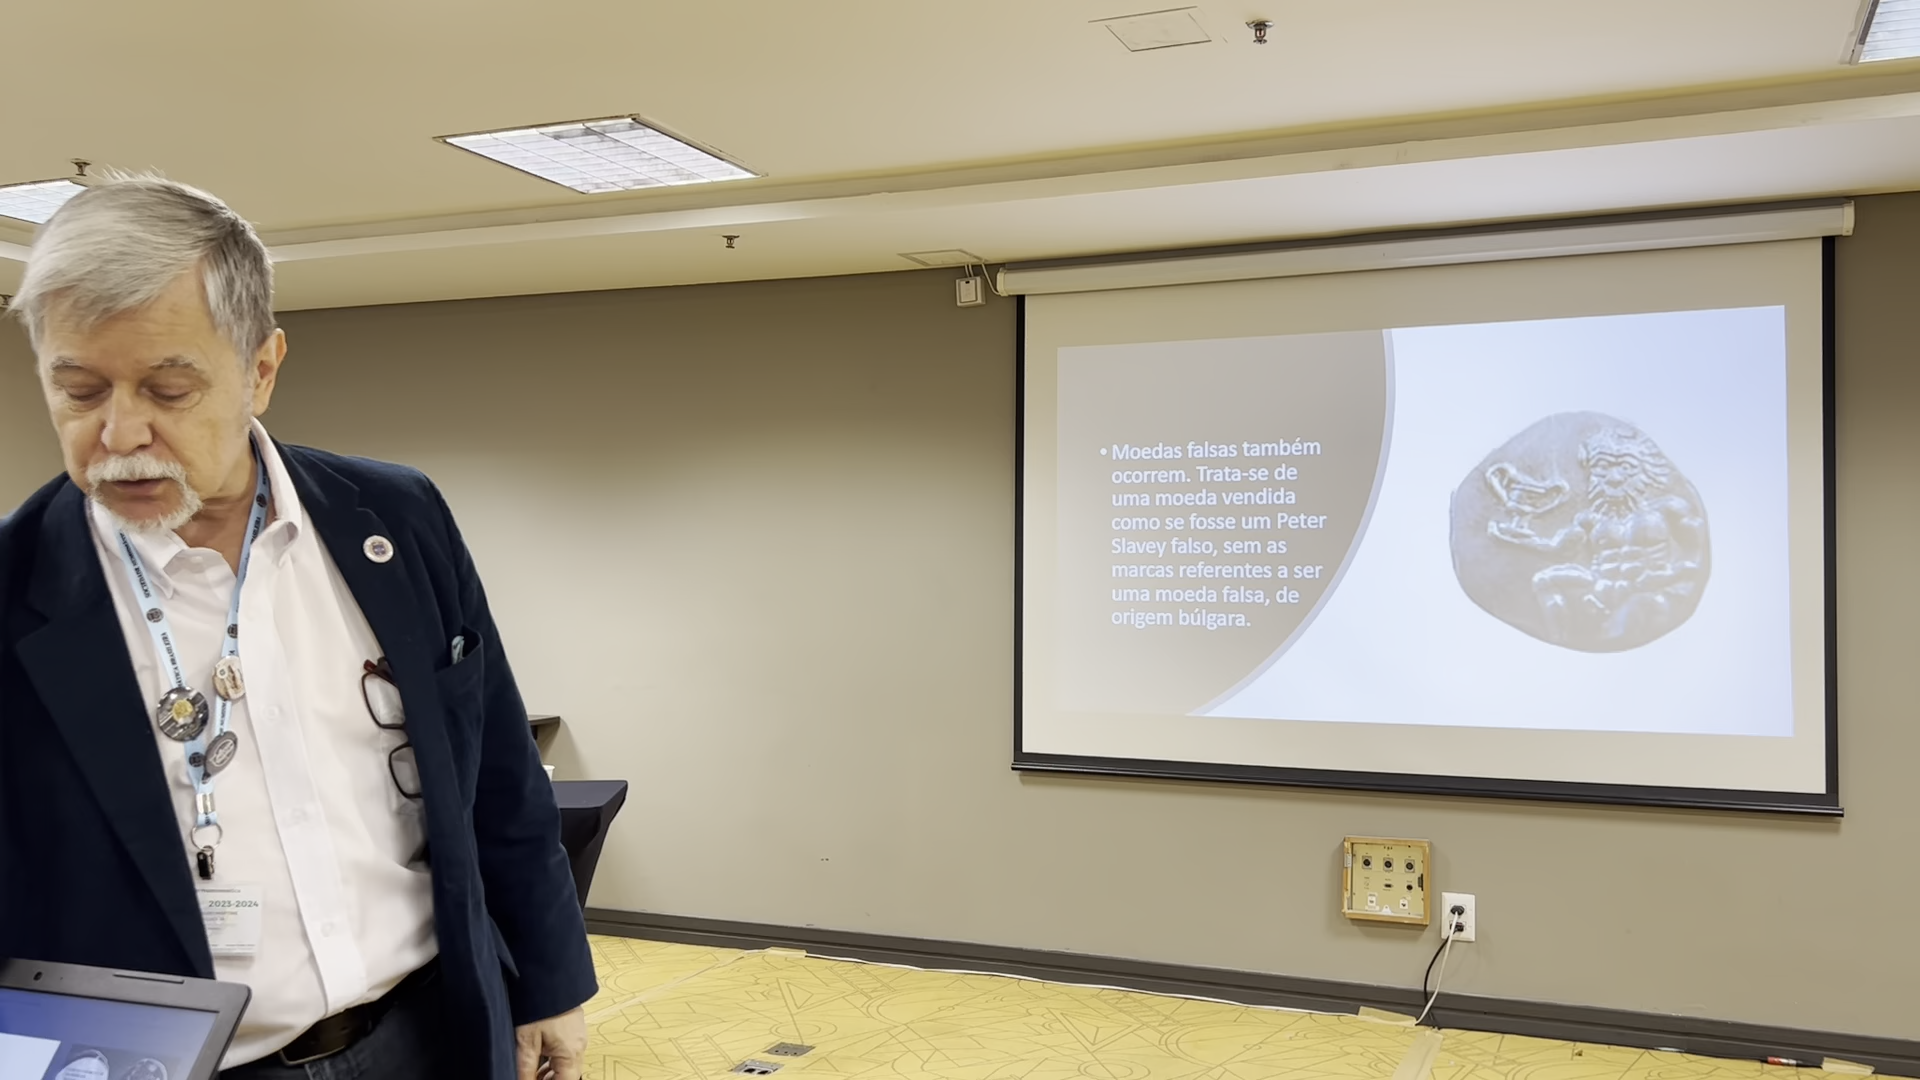 • Moedas falsas também
ocorrem. Trata-se de
uma moeda vendida
como se fosse um Peter
Slavey falso, sem as
marcas referentes a ser
uma moeda falsa, de
origem búlgara.
2023-2024